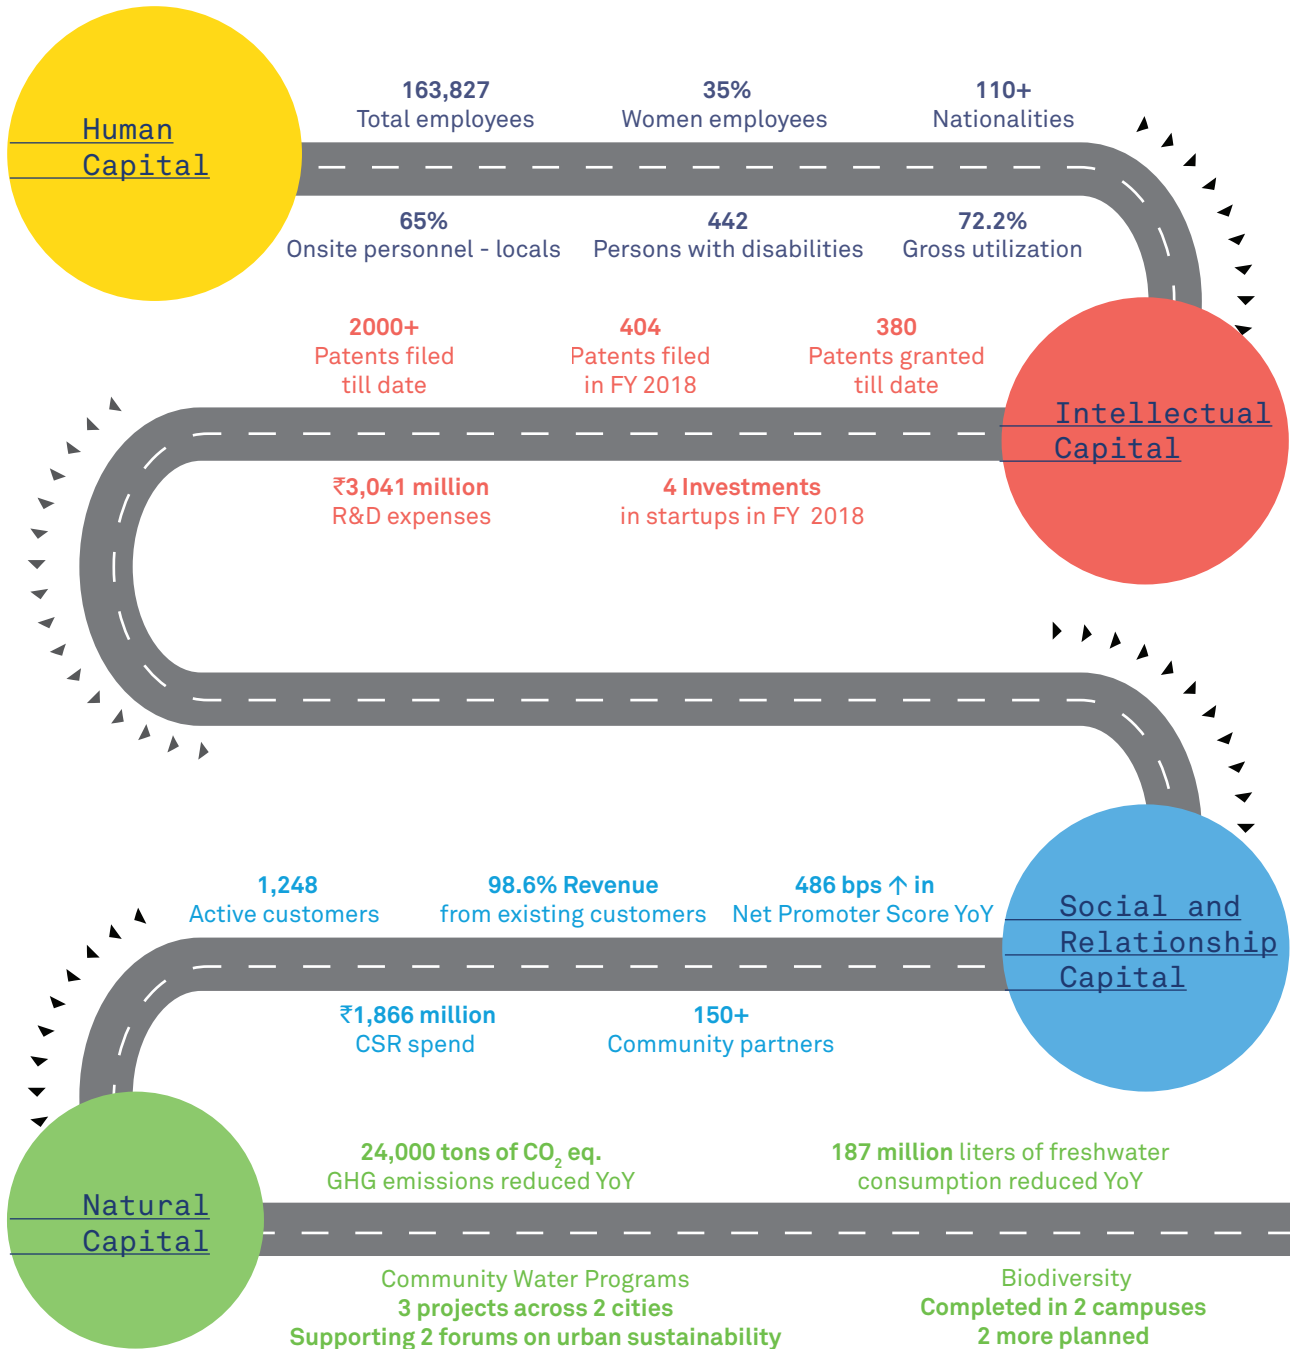 Human
Capital
163,827
Total employees
35%
Women employees
110+
Nationalities
65%
Onsite personnel - locals
442
Persons with disabilities
72.2%
Gross utilization
Intellectual
Capital
2000+
Patents filed
till date
404
Patents filed
in FY 2018
380
Patents granted
till date
₹3,041 million
R&D expenses
4 Investments
in startups in FY 2018
Social and
Relationship
Capital
1,248
Active customers
98.6% Revenue
from existing customers
486 bps ↑ in
Net Promoter Score YoY
₹1,866 million
CSR spend
150+
Community partners
Natural
Capital
24,000 tons of CO₂ eq.
GHG emissions reduced YoY
187 million liters of freshwater
consumption reduced YoY
Community Water Programs
3 projects across 2 cities
Supporting 2 forums on urban sustainability
Biodiversity
Completed in 2 campuses
2 more planned